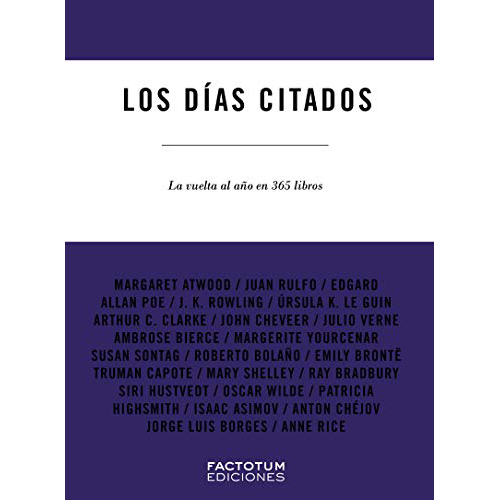 LOS DÍAS CITADOS
La vuelta al año en 365 libros
MARGARET ATWOOD / JUAN RULFO / EDGARD
ALLAN POE / J. K. ROWLING / ÚRSULA K. LE GUIN
ARTHUR C. CLARKE / JOHN CHEVEER / JULIO VERNE
AMBROSE BIERCE / MARGERITE YOURCENAR
SUSAN SONTAG / ROBERTO BOLAÑO / EMILY BRONTË
TRUMAN CAPOTE / MARY SHELLEY / RAY BRADBURY
SIRI HUSTVEDT / OSCAR WILDE / PATRICIA
HIGHSMITH / ISAAC ASIMOV / ANTON CHÉJOV
JORGE LUIS BORGES / ANNE RICE
FACTOTUM
EDICIONES